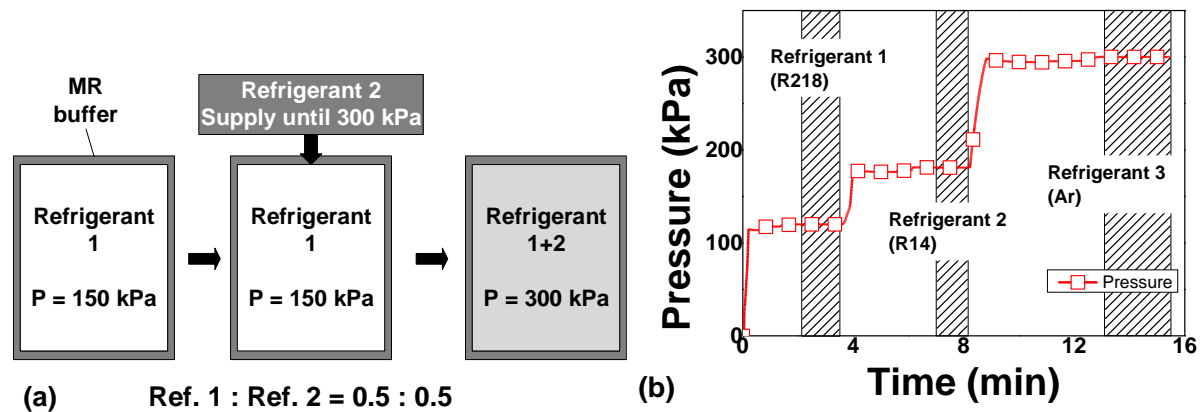 MR
buffer
Refrigerant 2
Supply until 300 kPa
Refrigerant
1
P = 150 kPa
Refrigerant
1
P = 150 kPa
Refrigerant
1+2
P = 300 kPa
(a)
Ref. 1 : Ref. 2 = 0.5 : 0.5
Pressure (kPa)
300
200
100
0
Refrigerant 1
(R218)
Refrigerant 2
(R14)
Refrigerant 3
(Ar)
Pressure
0
4
8
12
16
Time (min)
(b)